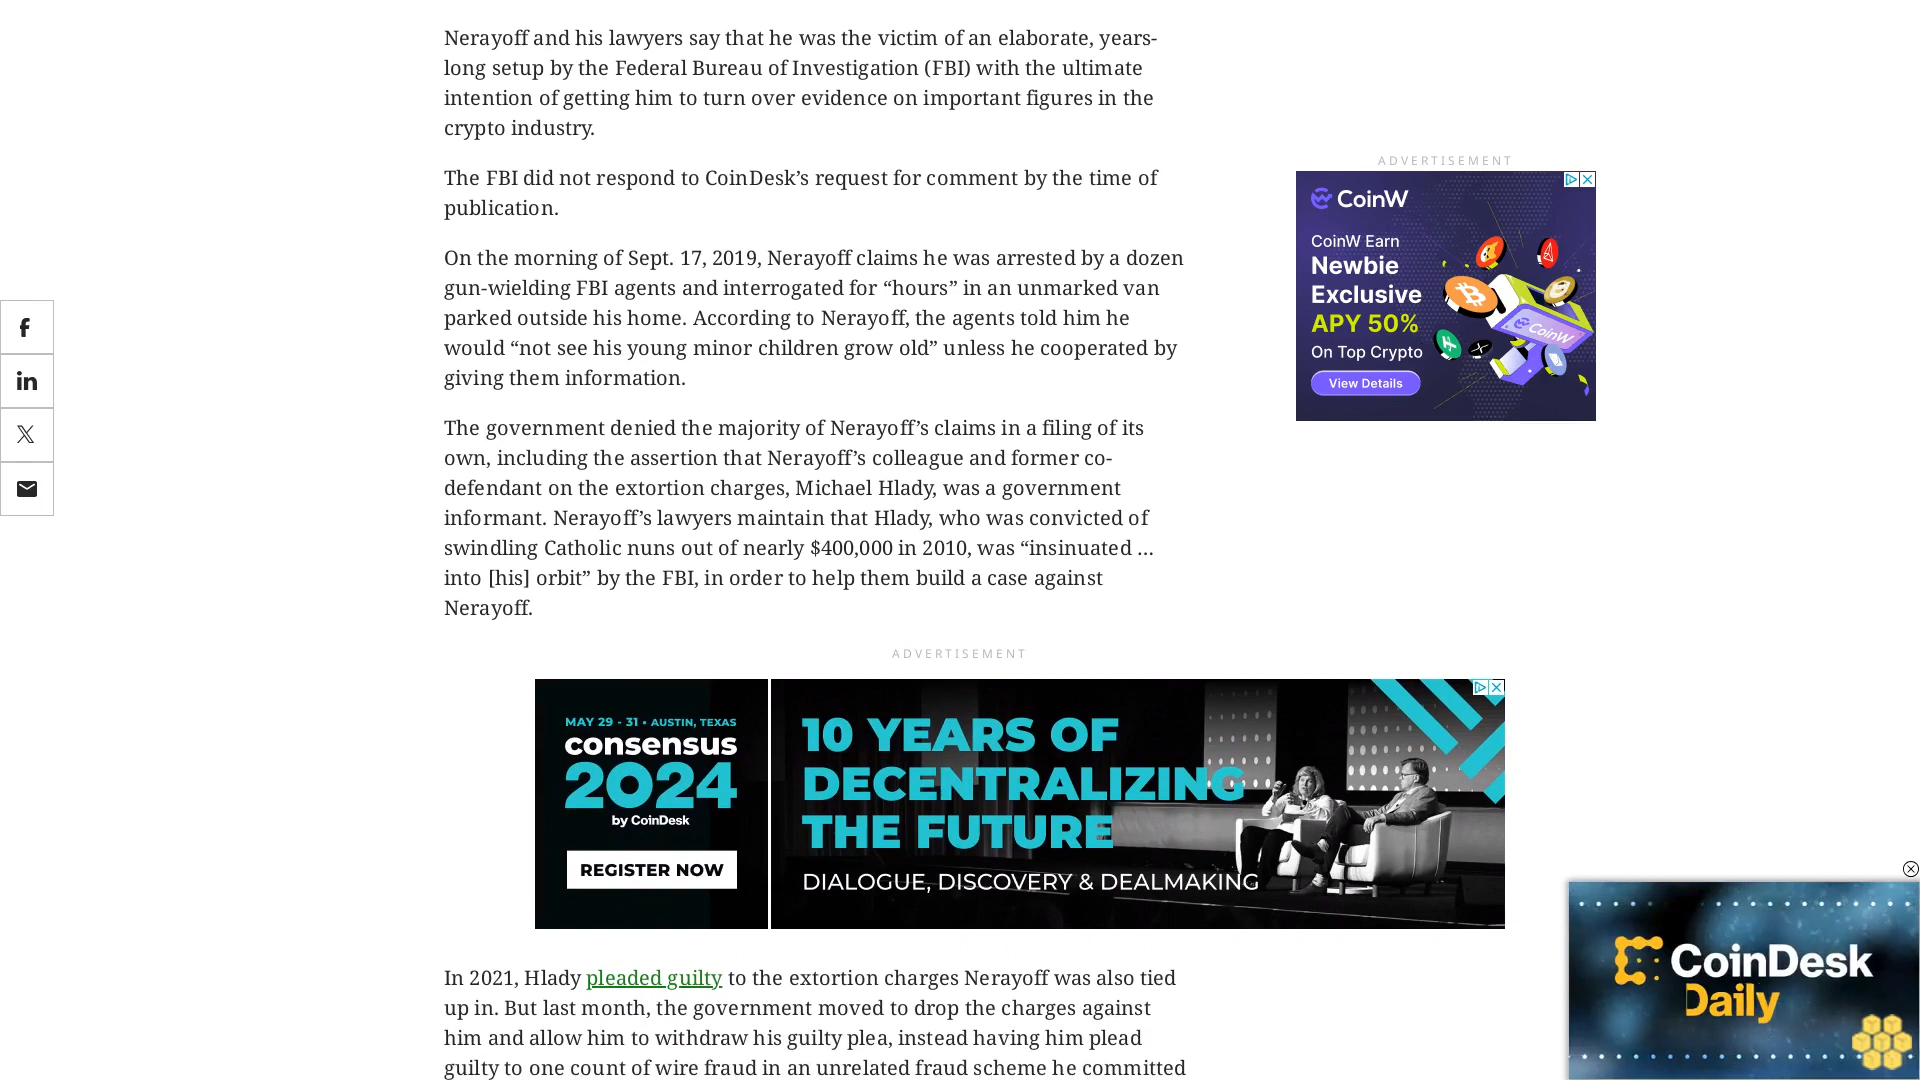 Nerayoff and his lawyers say that he was the victim of an elaborate, years-
long setup by the Federal Bureau of Investigation (FBI) with the ultimate
intention of getting him to turn over evidence on important figures in the
crypto industry.
The FBI did not respond to CoinDesk’s request for comment by the time of
publication.
On the morning of Sept. 17, 2019, Nerayoff claims he was arrested by a dozen
gun-wielding FBI agents and interrogated for “hours” in an unmarked van
parked outside his home. According to Nerayoff, the agents told him he
would “not see his young minor children grow old” unless he cooperated by
giving them information.
The government denied the majority of Nerayoff’s claims in a filing of its
own, including the assertion that Nerayoff’s colleague and former co-
defendant on the extortion charges, Michael Hlady, was a government
informant. Nerayoff’s lawyers maintain that Hlady, who was convicted of
swindling Catholic nuns out of nearly $400,000 in 2010, was “insinuated …
into [his] orbit” by the FBI, in order to help them build a case against
Nerayoff.
ADVERTISEMENT
CoinW
CoinW Earn
Newbie
Exclusive
APY 50%
On Top Crypto
View Details
CoinW
ADVERTISEMENT
MAY 29 - 31 • AUSTIN, TEXAS
consensus
2024
by CoinDesk
REGISTER NOW
10 YEARS OF
DECENTRALIZING
THE FUTURE
DIALOGUE, DISCOVERY & DEALMAKING
In 2021, Hlady pleaded guilty to the extortion charges Nerayoff was also tied
up in. But last month, the government moved to drop the charges against
him and allow him to withdraw his guilty plea, instead having him plead
guilty to one count of wire fraud in an unrelated fraud scheme he committed
CoinDesk
Daily